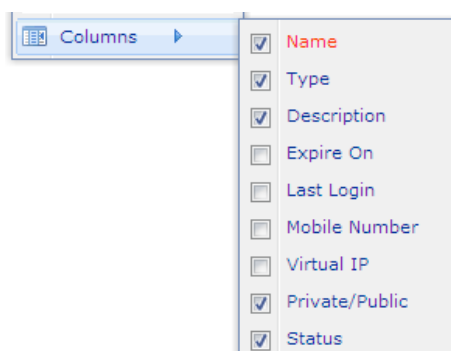 Columns
Name
Type
Description
Expire On
Last Login
Mobile Number
Virtual IP
Private/Public
Status